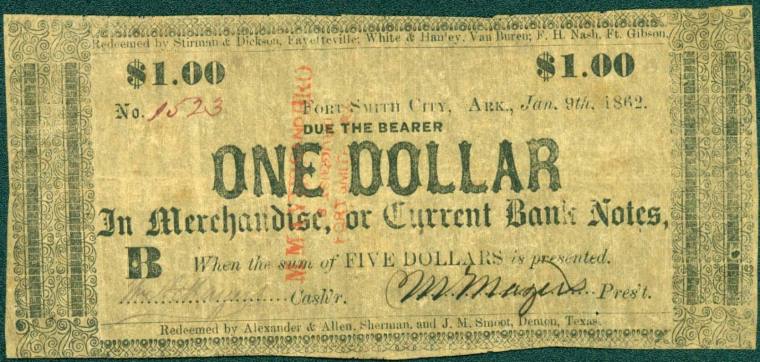 Redeemed by Stirman & Dickson, Fayetteville; White & Hanley, Van Buren; F. H. Nash, Ft. Gibson.
$1.00 $1.00
No. 1523 FORT SMITH CITY, ARK., Jan. 9th, 1862.
DUE THE BEARER
ONE DOLLAR
In Merchandise, or Current Bank Notes,
B When the sum of FIVE DOLLARS is presented.
Cash'r. M. Mayers Pres't.
Redeemed by Alexander & Allen, Sherman, and J. M. Smoot, Denton, Texas.